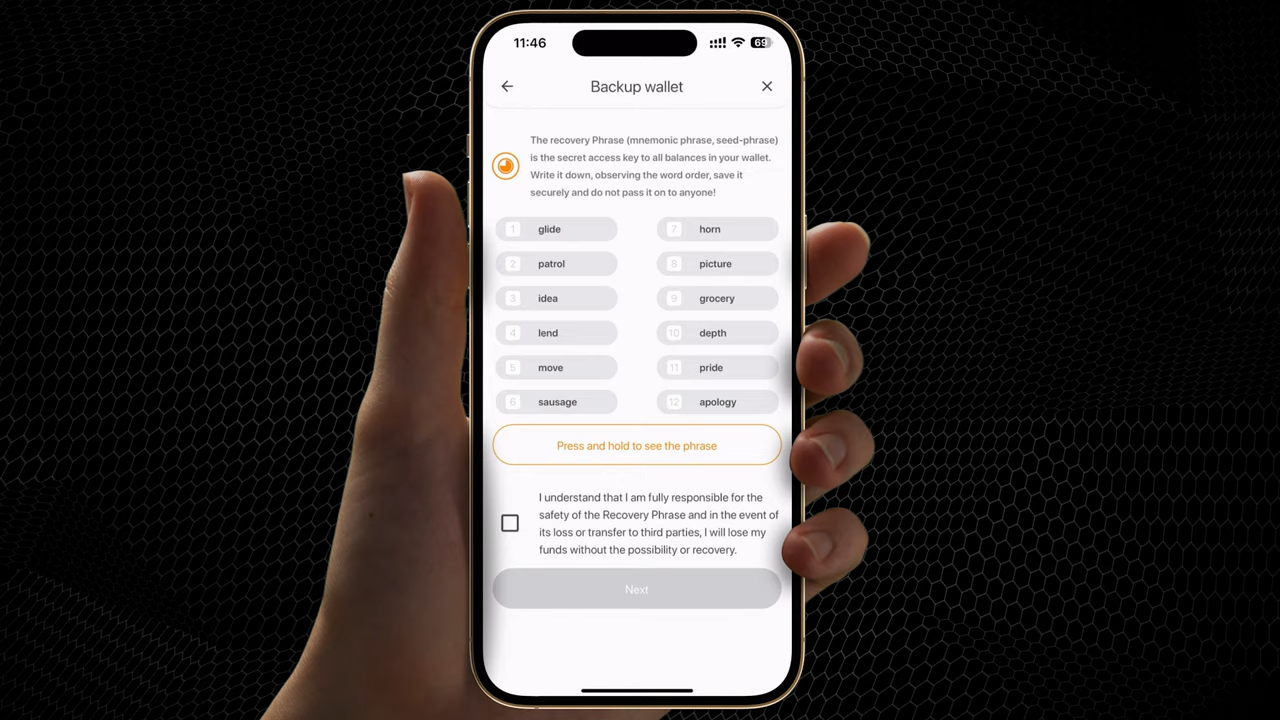 11:46
69
Backup wallet
The recovery Phrase (mnemonic phrase, seed-phrase)
is the secret access key to all balances in your wallet.
Write it down, observing the word order, save it
securely and do not pass it on to anyone!
1 glide
2 patrol
3 idea
4 lend
5 move
6 sausage
7 horn
8 picture
9 grocery
10 depth
11 pride
12 apology
Press and hold to see the phrase
I understand that I am fully responsible for the
safety of the Recovery Phrase and in the event of
its loss or transfer to third parties, I will lose my
funds without the possibility or recovery.
Next